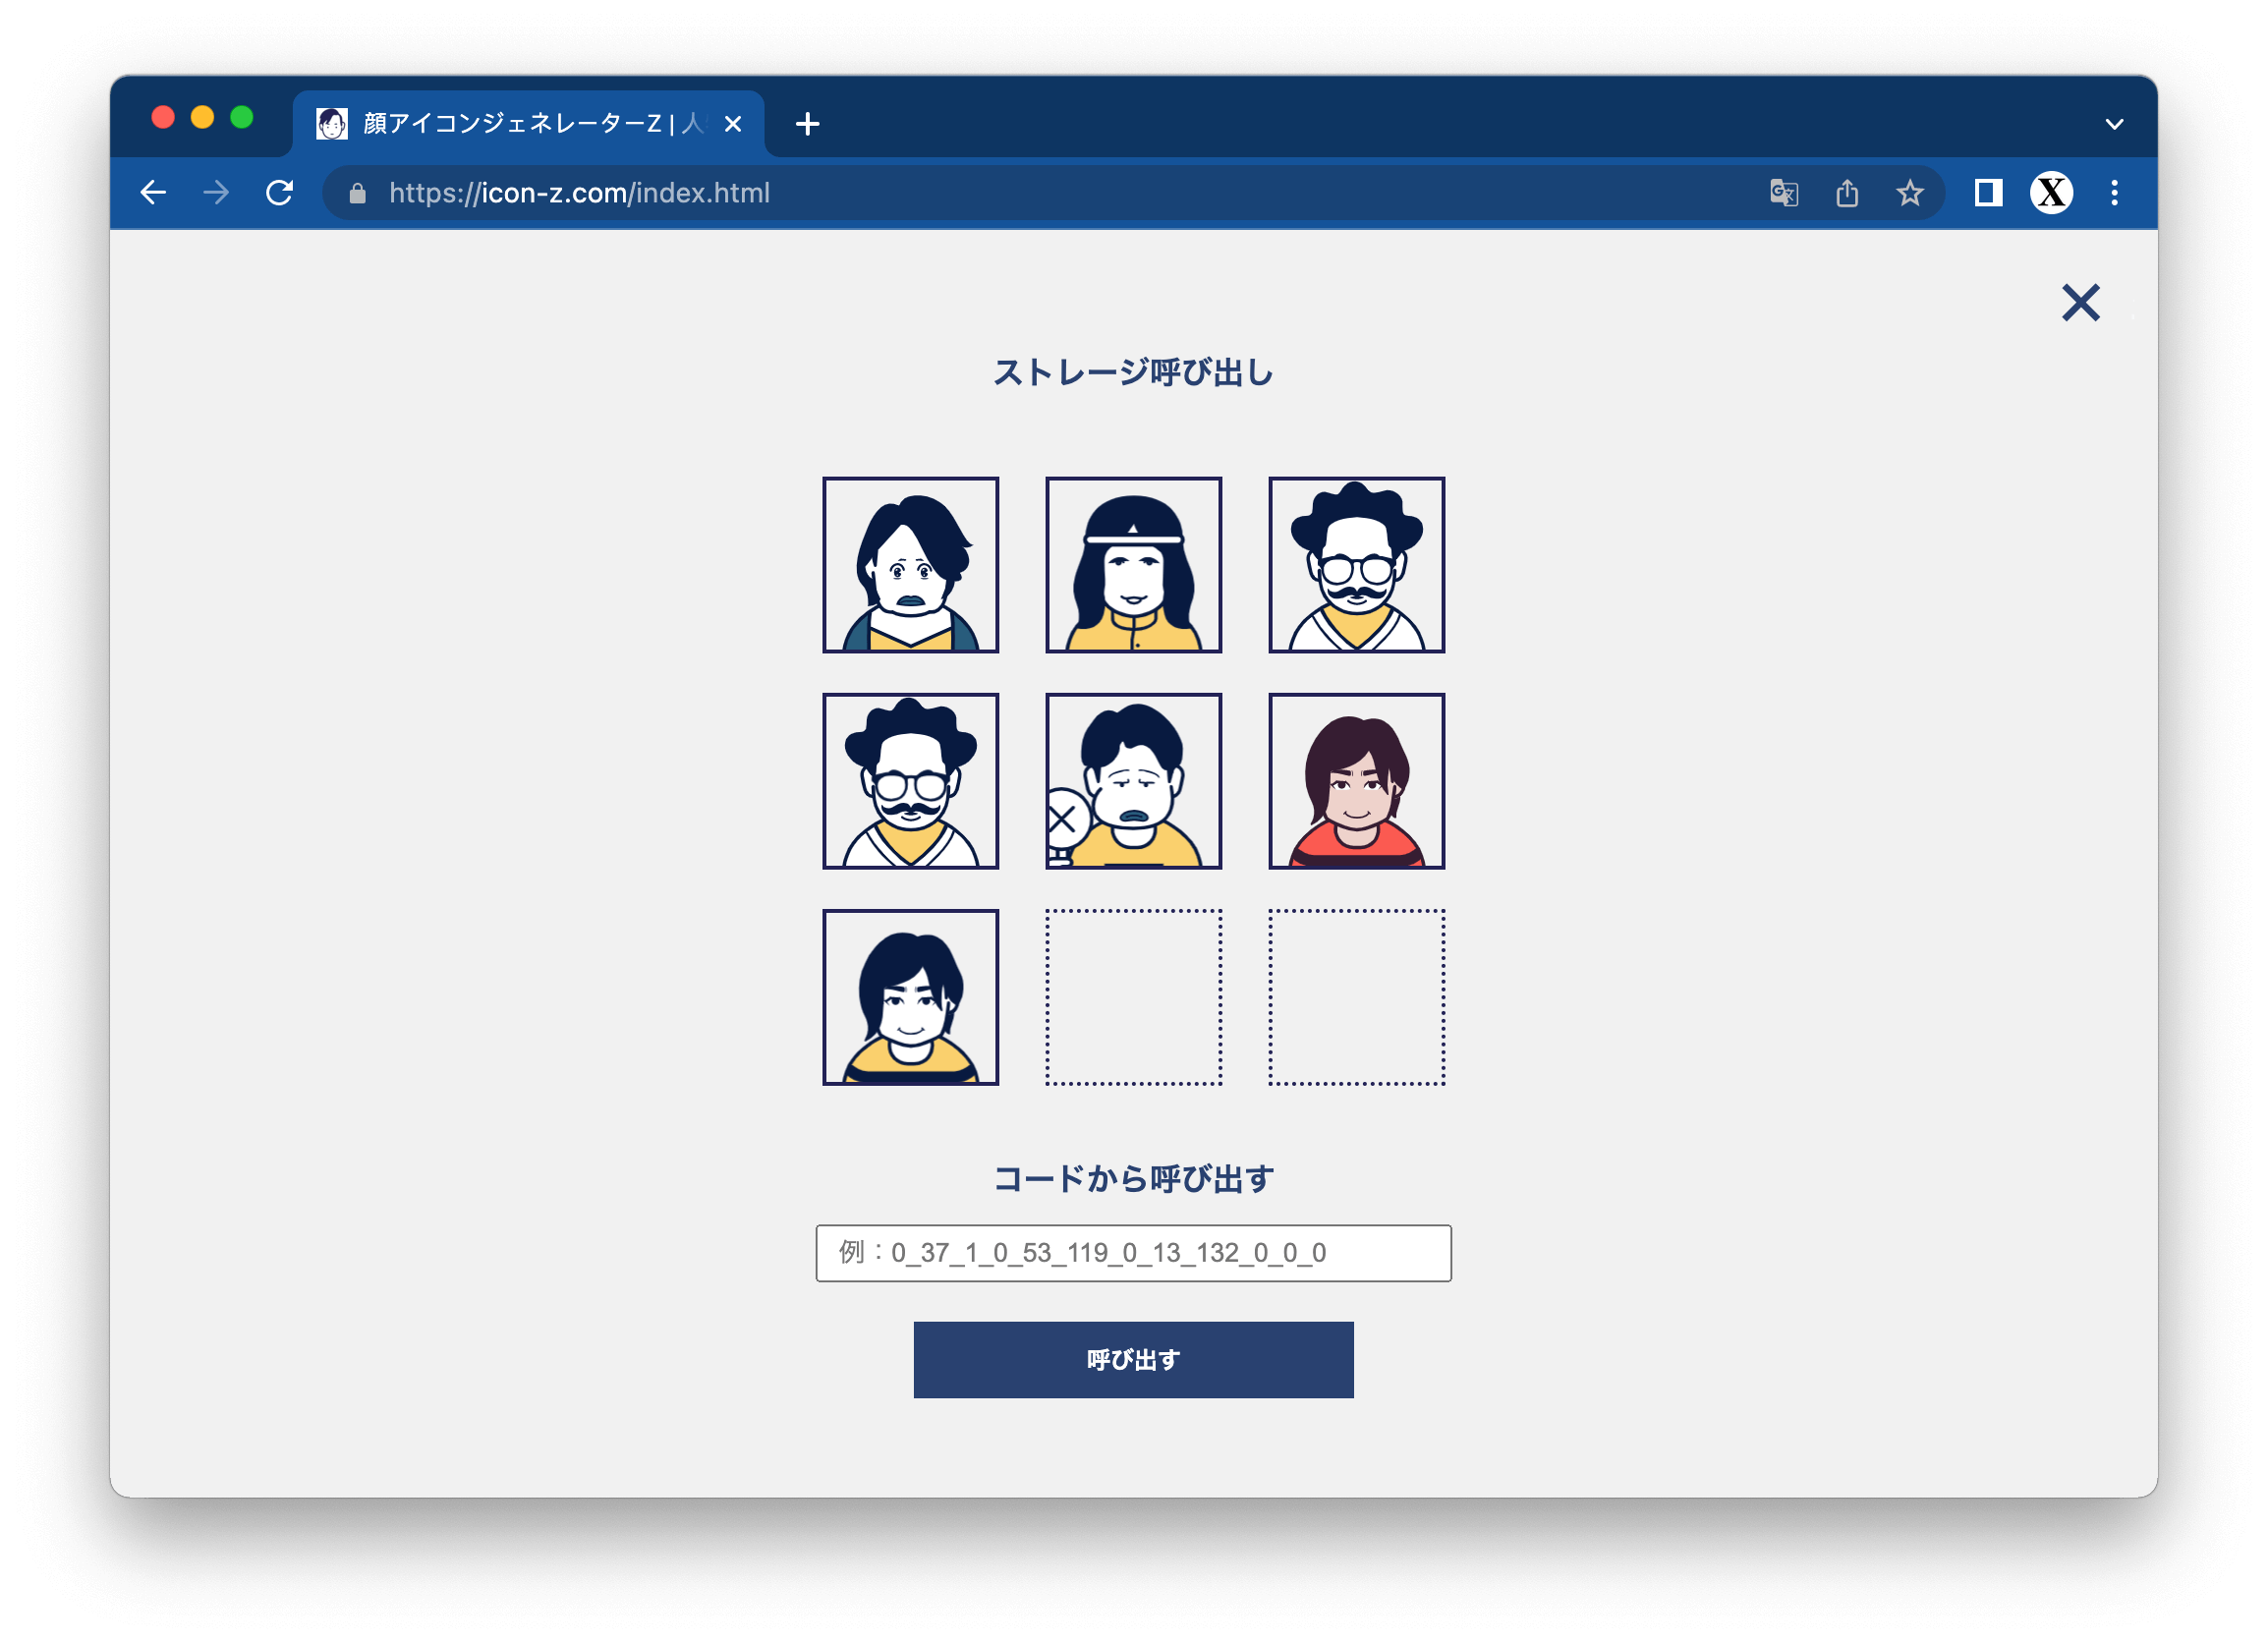 顔アイコンジェネレーターZ | 人
https://icon-z.com/index.html
X
ストレージ呼び出し
コードから呼び出す
例：0_37_1_0_53_119_0_13_132_0_0_0
呼び出す